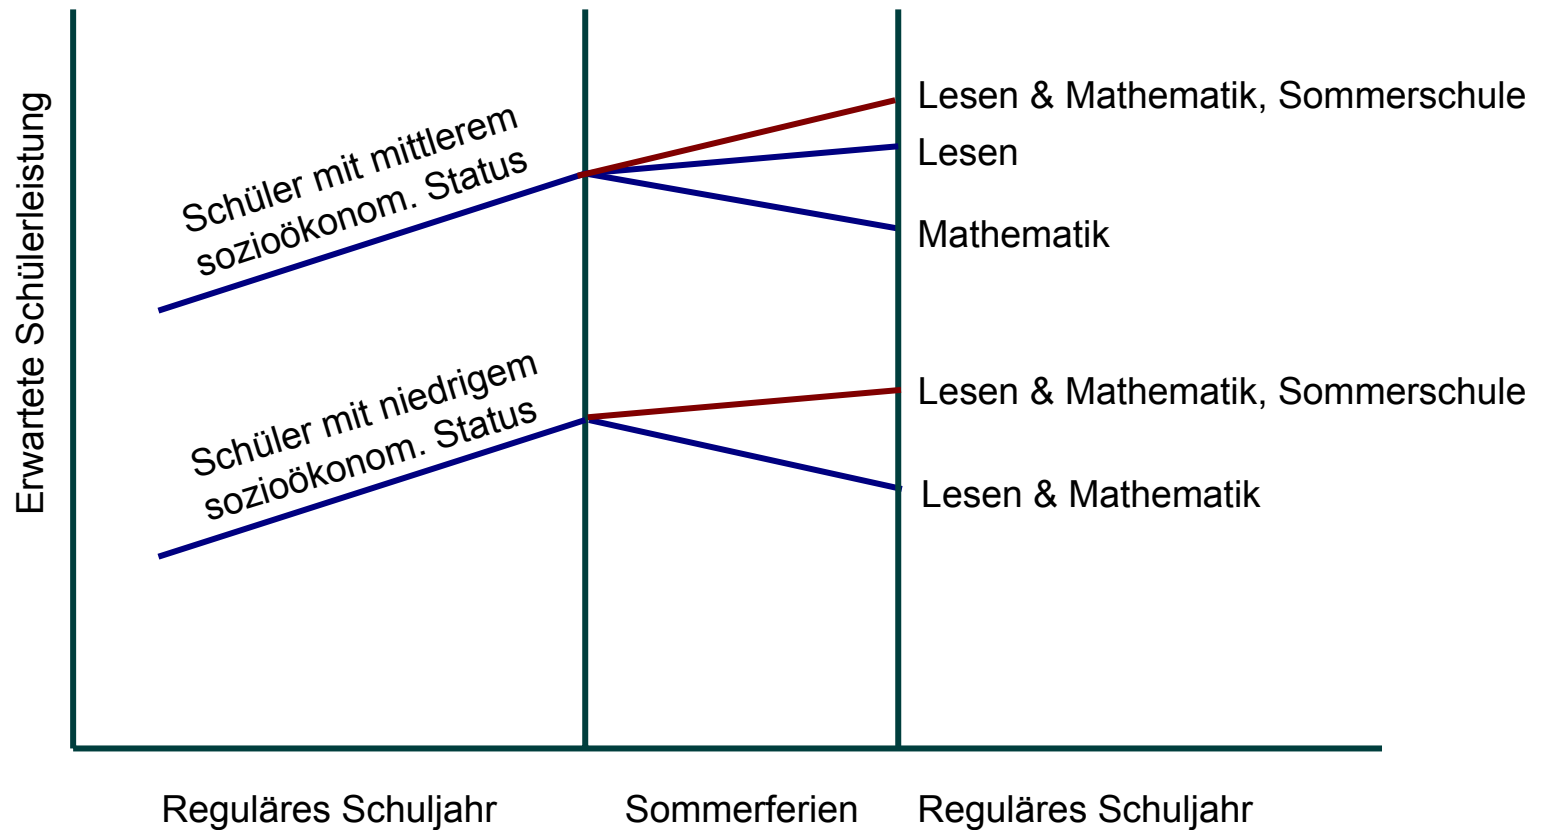 Erwartete Schülerleistung
Schüler mit mittlerem
sozioökonom. Status
Lesen & Mathematik, Sommerschule
Lesen
Mathematik
Schüler mit niedrigem
sozioökonom. Status
Lesen & Mathematik, Sommerschule
Lesen & Mathematik
Reguläres Schuljahr
Sommerferien
Reguläres Schuljahr